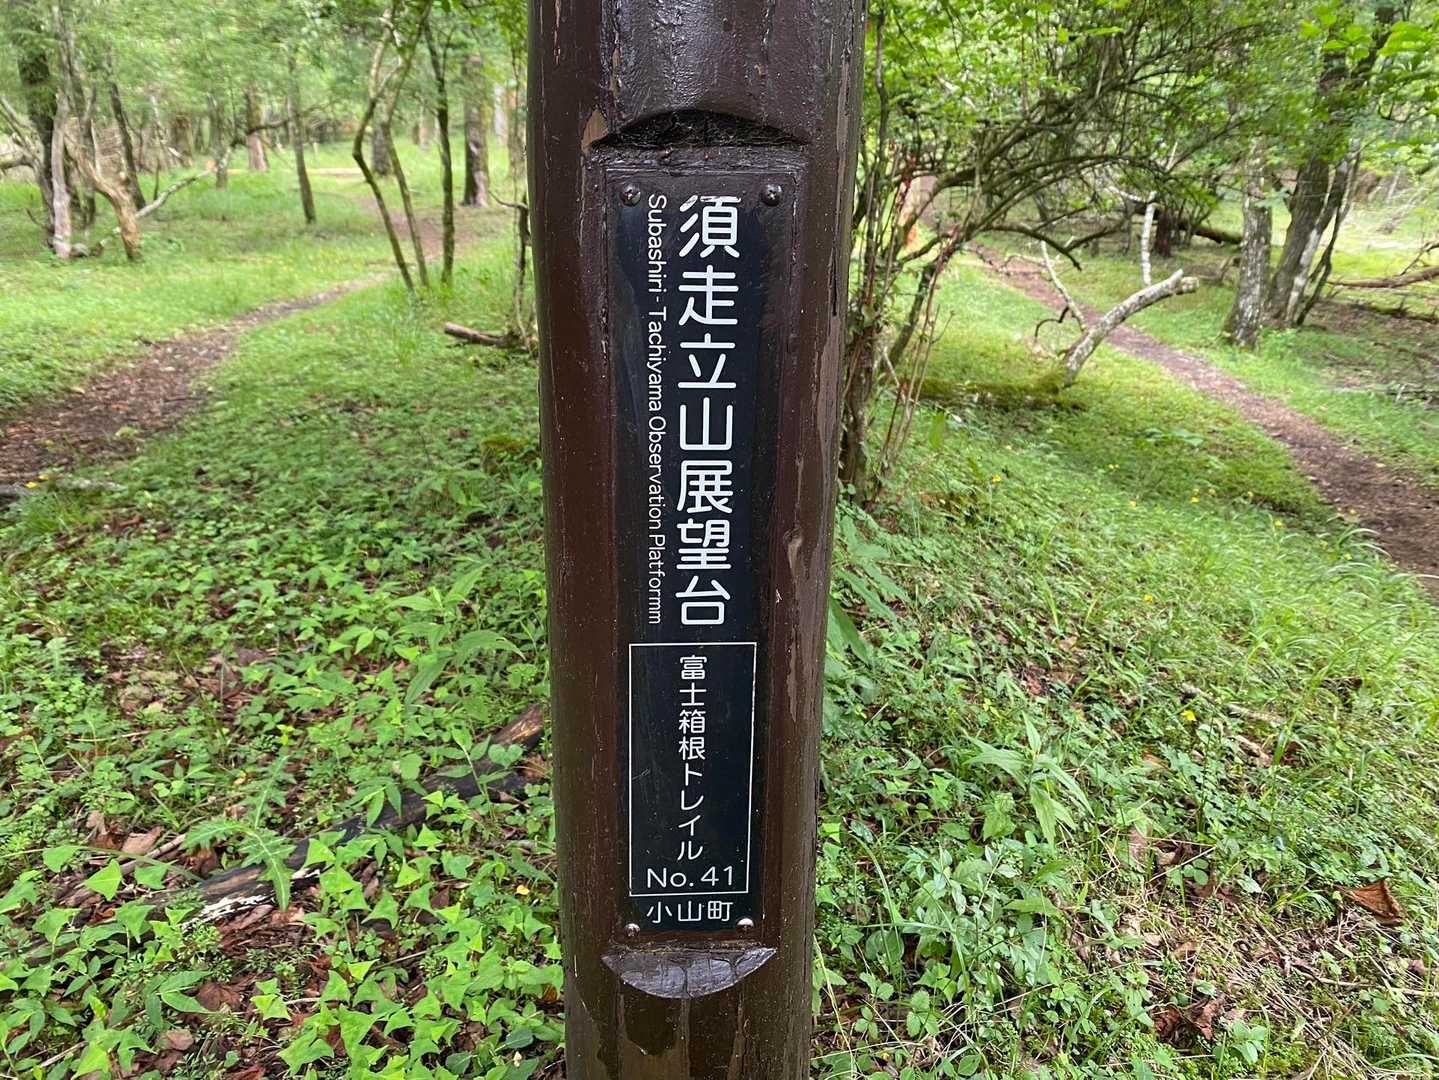 須走立山展望台
Subashiri - Tachiyama Observation Platformm
富士箱根トレイル
No. 41
小山町